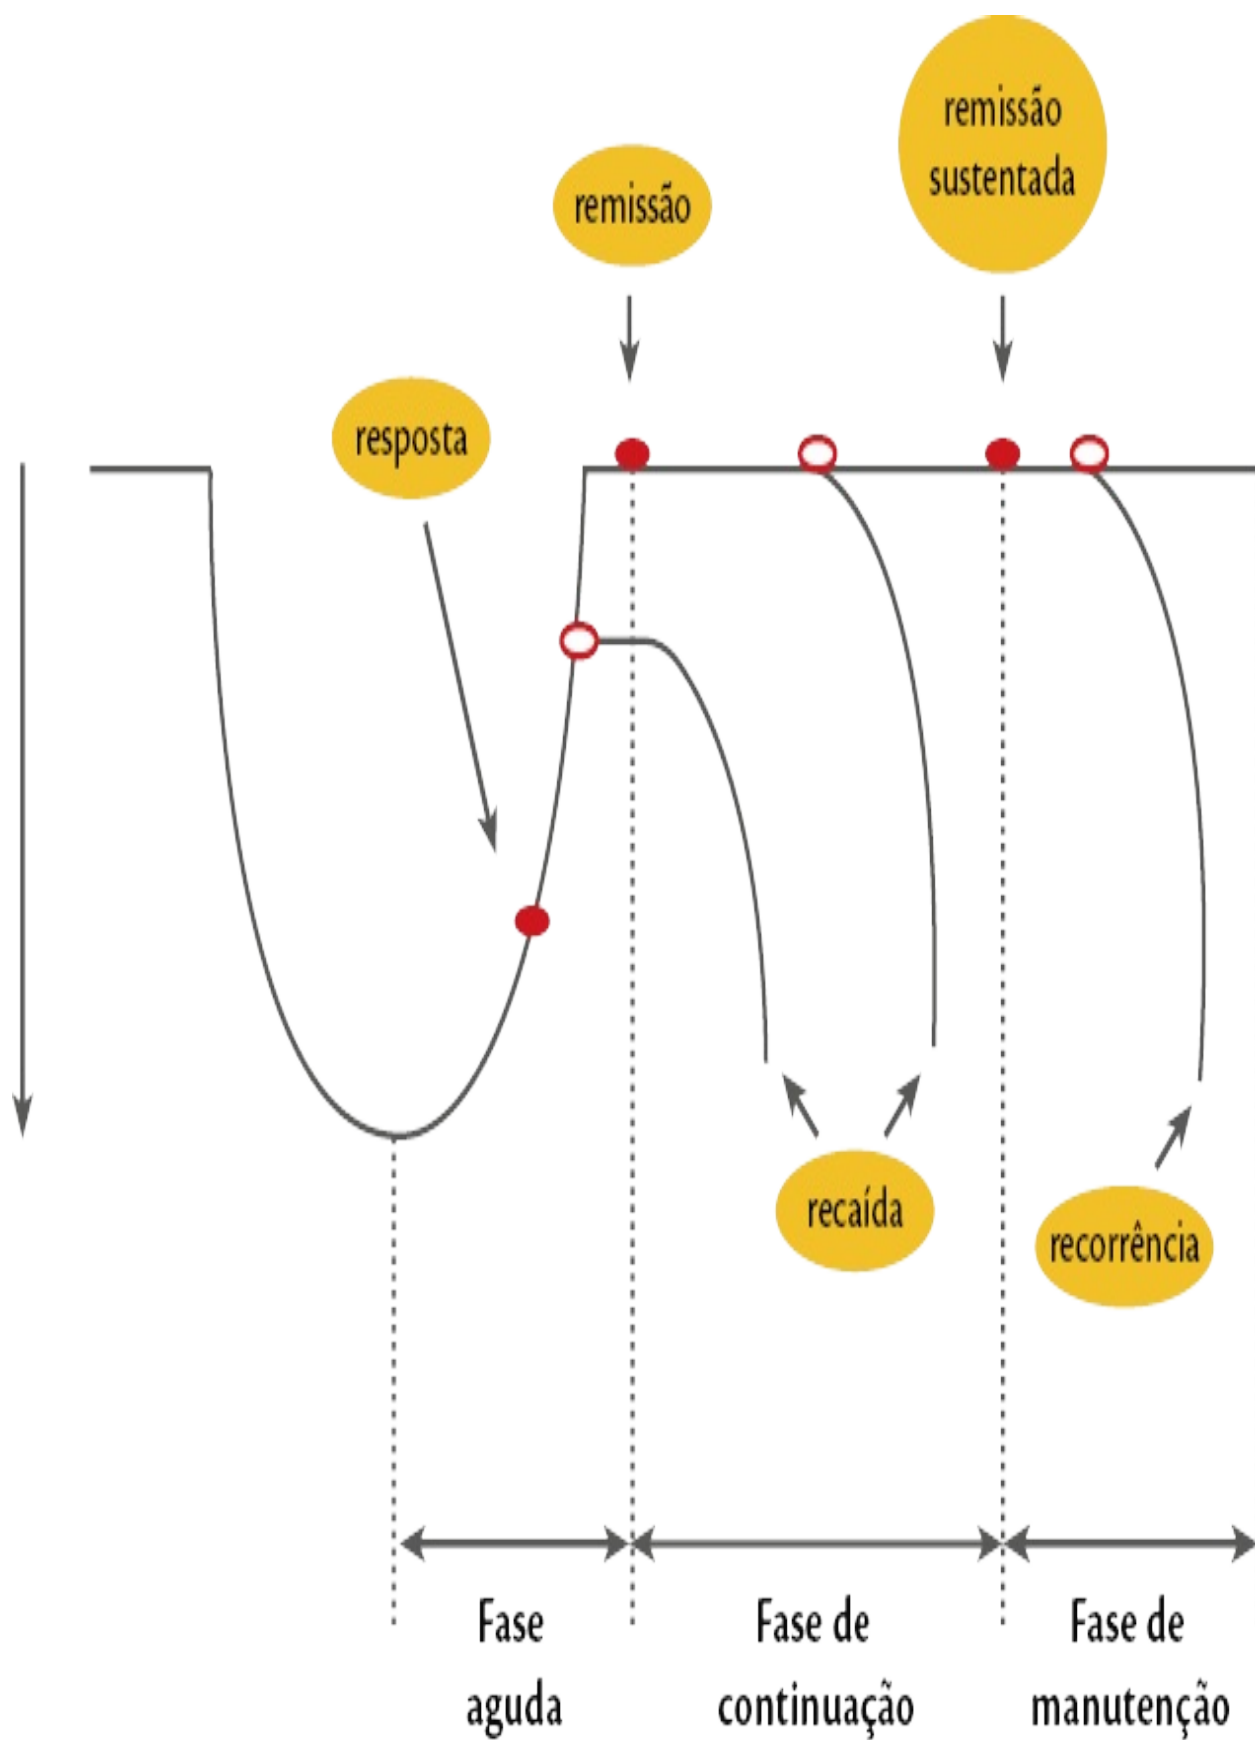 remissão
sustentada
remissão
resposta
recaída
recorrência
Fase
aguda
Fase de
continuação
Fase de
manutenção